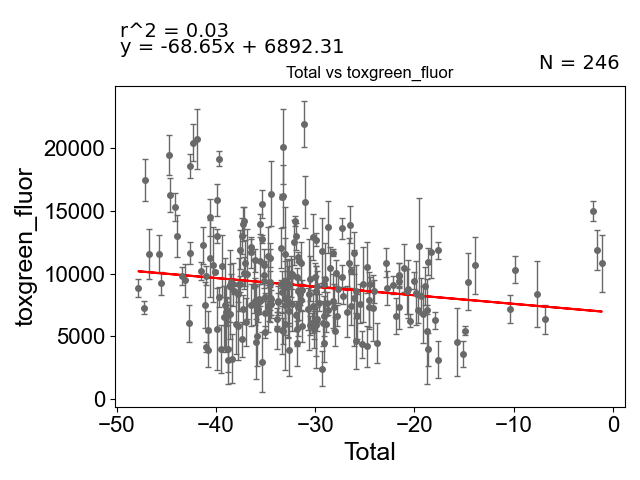 r^2 = 0.03
y = -68.65x + 6892.31
N = 246
Total vs toxgreen_fluor
toxgreen_fluor
20000
15000
10000
5000
0
−50
−40
−30
−20
−10
0
Total